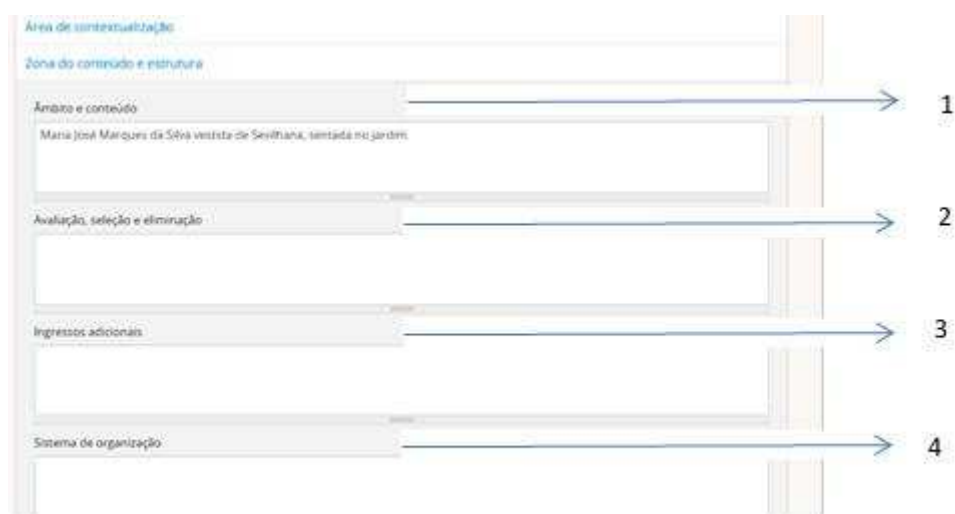 Área de contextualização
Zona do conteúdo e estrutura
Âmbito e conteúdo
1
Maria José Marques da Silva vestista de Sevilhana, sentada no jardim.
Avaliação, seleção e eliminação
2
Ingressos adicionais
3
Sistema de organização
4